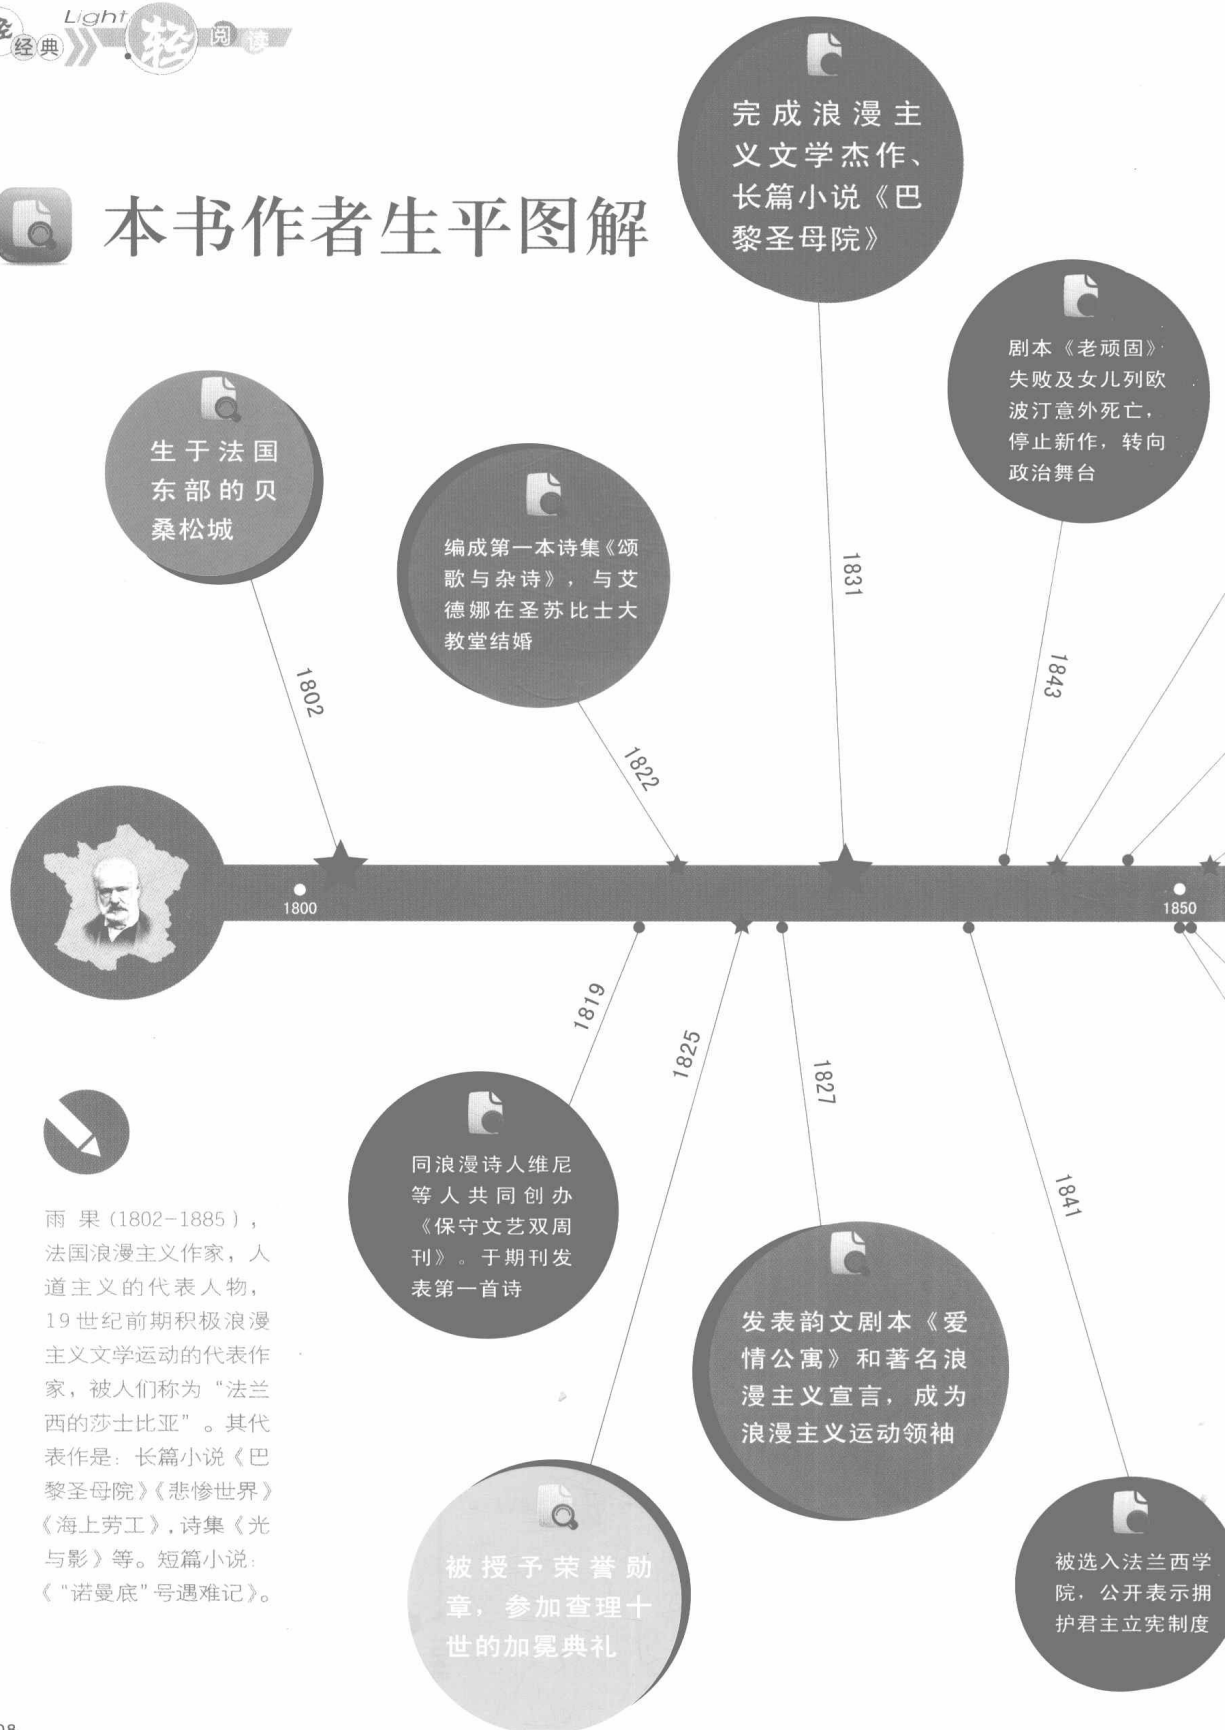 Light
经典
轻
阅读
本书作者生平图解
完成浪漫主
义文学杰作、
长篇小说《巴
黎圣母院》
剧本《老顽固》
失败及女儿列欧
波汀意外死亡，
停止新作，转向
政治舞台
生于法国
东部的贝
桑松城
编成第一本诗集《颂
歌与杂诗》，与艾
德娜在圣苏比士大
教堂结婚
1831
1843
1802
1822
1800
1850
1819
1825
1827
1841
同浪漫诗人维尼
等人共同创办
《保守文艺双周
刊》。于期刊发
表第一首诗
发表韵文剧本《爱
情公寓》和著名浪
漫主义宣言，成为
浪漫主义运动领袖
被授予荣誉勋
章，参加查理十
世的加冕典礼
被选入法兰西学
院，公开表示拥
护君主立宪制度
雨果(1802-1885)，
法国浪漫主义作家，人
道主义的代表人物，
19世纪前期积极浪漫
主义文学运动的代表作
家，被人们称为“法兰
西的莎士比亚”。其代
表作是：长篇小说《巴
黎圣母院》《悲惨世界》
《海上劳工》，诗集《光
与影》等。短篇小说：
《“诺曼底”号遇难记》。